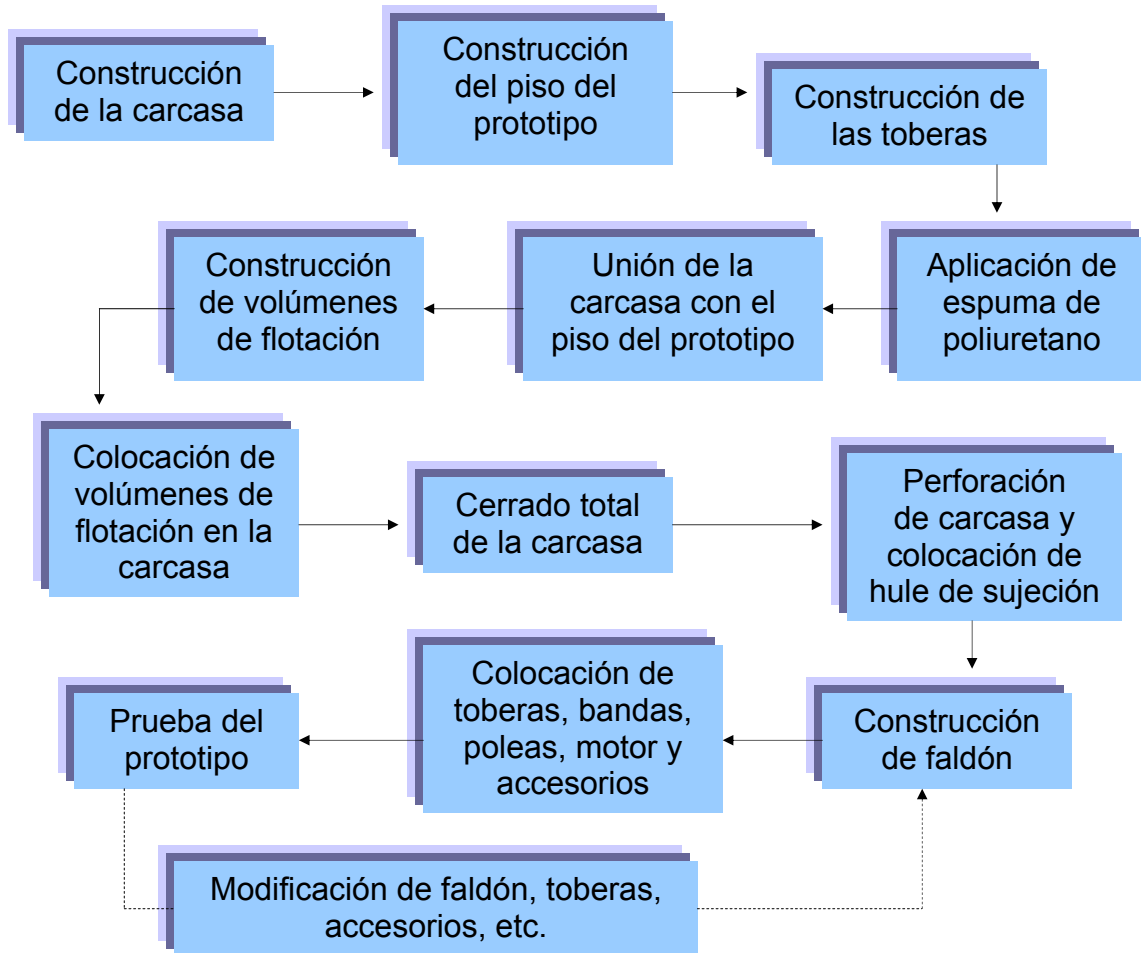 Construcción
de la carcasa
Construcción
del piso del
prototipo
Construcción de
las toberas
Aplicación de
espuma de
poliuretano
Unión de la
carcasa con el
piso del prototipo
Construcción
de volúmenes
de flotación
Colocación de
volúmenes de
flotación en la
carcasa
Cerrado total
de la carcasa
Perforación
de carcasa y
colocación de
hule de sujeción
Construcción
de faldón
Colocación de
toberas, bandas,
poleas, motor y
accesorios
Prueba del
prototipo
Modificación de faldón, toberas,
accesorios, etc.